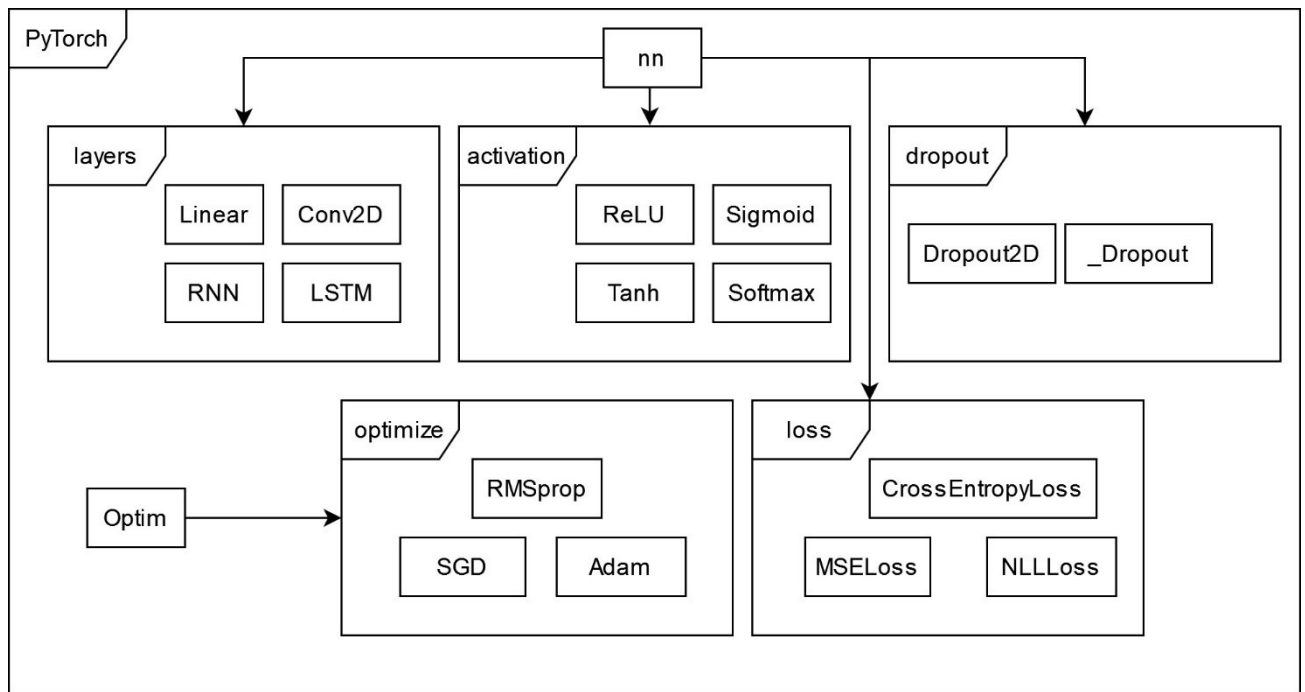 PyTorch
nn
layers
Linear
Conv2D
RNN
LSTM
activation
ReLU
Sigmoid
Tanh
Softmax
dropout
Dropout2D
_Dropout
Optim
optimize
RMSprop
SGD
Adam
loss
CrossEntropyLoss
MSELoss
NLLLoss